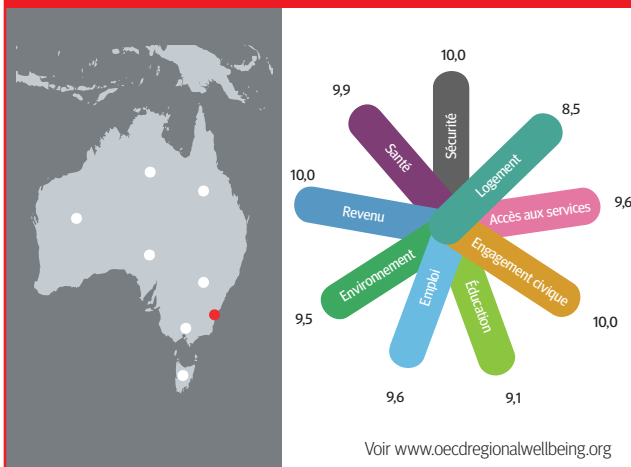 10,0
Sécurité
8,5
Logement
9,6
Accès aux services
10,0
Engagement civique
9,1
Éducation
9,6
Emploi
9,5
Environnement
10,0
Revenu
9,9
Santé
Voir www.oecdregionalwellbeing.org